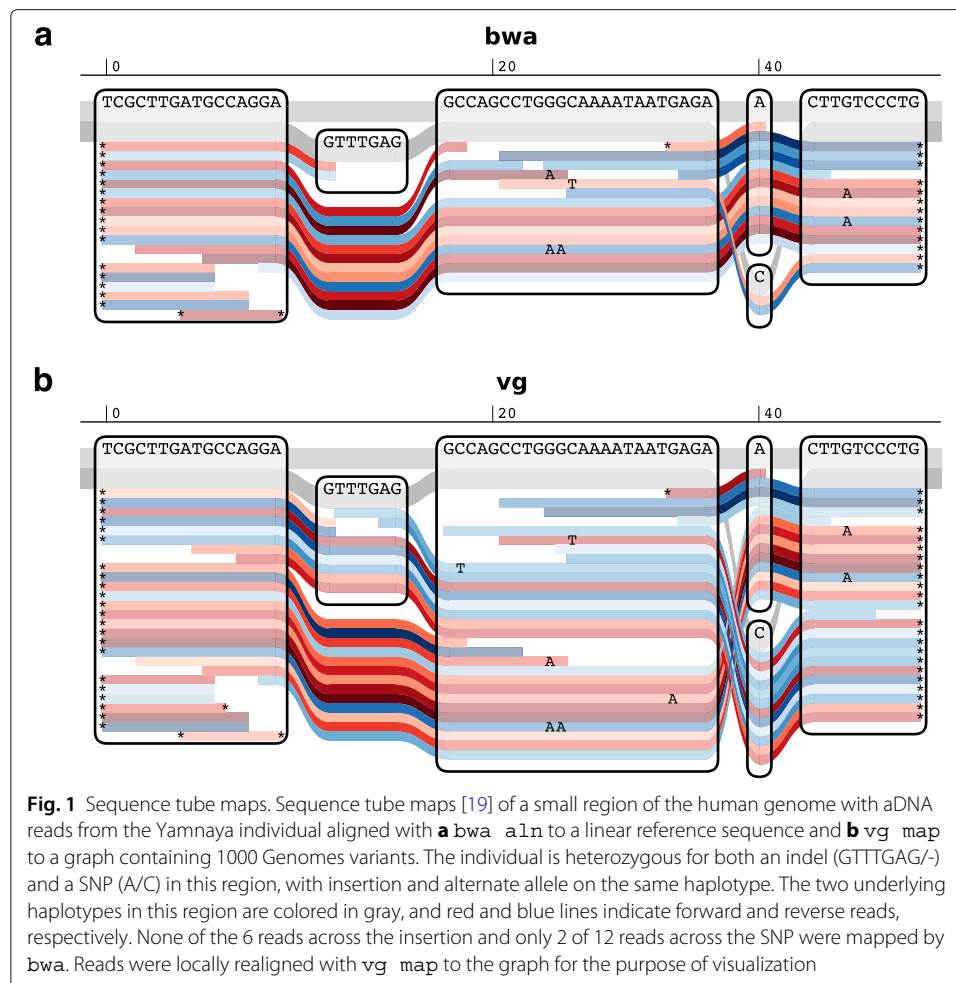 a
bwa
0 20 40
TCGCTTGATGCCAGGA GCCAGCCTGGGCAAAATAATGAGA A CTTGTCCCTG
GTTTGAG
*
*
*
*
A
T
A
A
AA
C
*
*
b
vg
0 20 40
TCGCTTGATGCCAGGA GCCAGCCTGGGCAAAATAATGAGA A CTTGTCCCTG
GTTTGAG
*
*
A
T
T
A
C
A
A
AA
*
*
Fig. 1 Sequence tube maps. Sequence tube maps [19] of a small region of the human genome with aDNA
reads from the Yamnaya individual aligned with a bwa aln to a linear reference sequence and b vg map
to a graph containing 1000 Genomes variants. The individual is heterozygous for both an indel (GTTTGAG/-)
and a SNP (A/C) in this region, with insertion and alternate allele on the same haplotype. The two underlying
haplotypes in this region are colored in gray, and red and blue lines indicate forward and reverse reads,
respectively. None of the 6 reads across the insertion and only 2 of 12 reads across the SNP were mapped by
bwa. Reads were locally realigned with vg map to the graph for the purpose of visualization